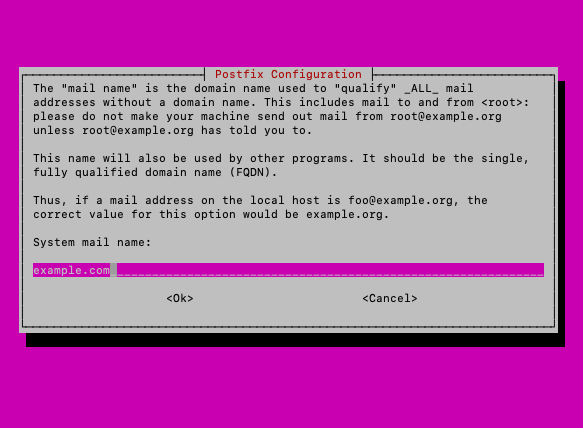 Postfix Configuration
The "mail name" is the domain name used to "qualify" _ALL_ mail
addresses without a domain name. This includes mail to and from <root>:
please do not make your machine send out mail from root@example.org
unless root@example.org has told you to.
This name will also be used by other programs. It should be the single,
fully qualified domain name (FQDN).
Thus, if a mail address on the local host is foo@example.org, the
correct value for this option would be example.org.
System mail name:
example.com
<Ok> <Cancel>